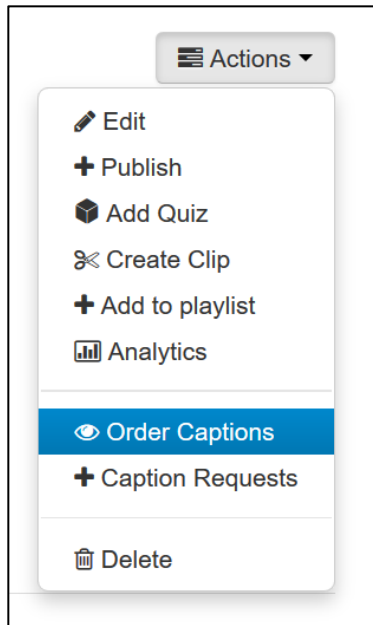 Actions
Edit
Publish
Add Quiz
Create Clip
Add to playlist
Analytics
Order Captions
Caption Requests
Delete